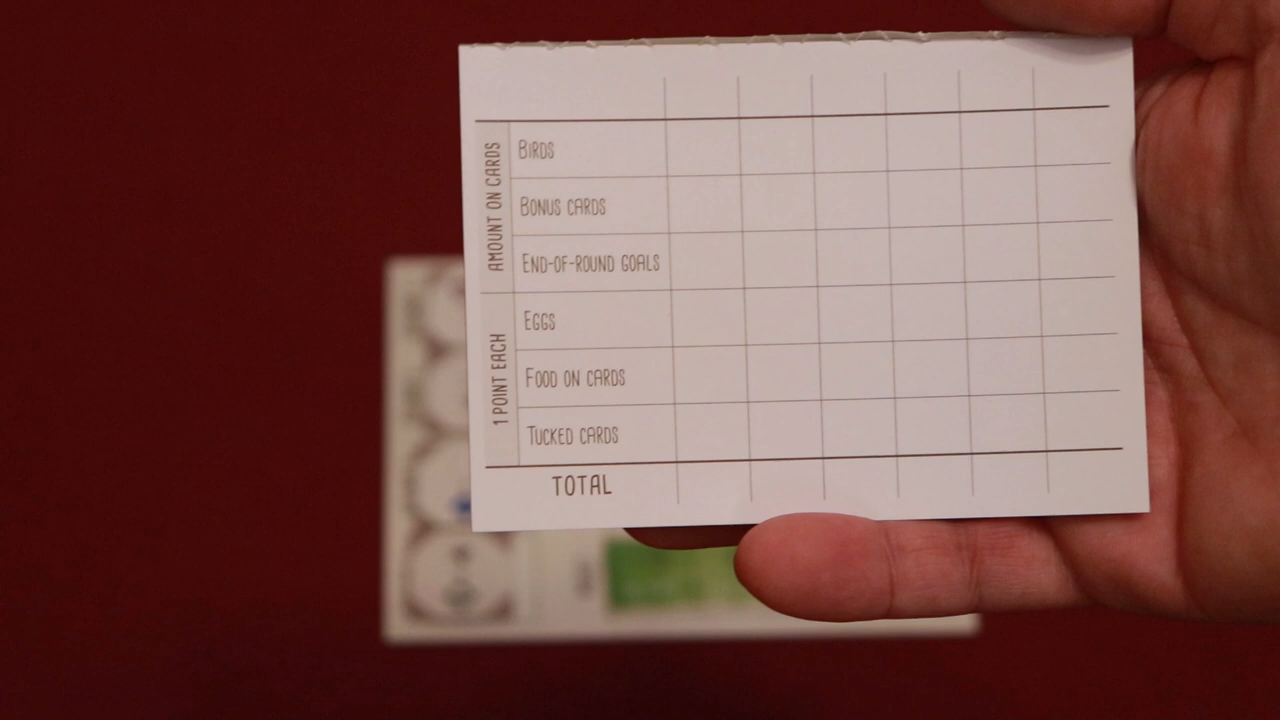 AMOUNT ON CARDS
BIRDS
BONUS CARDS
END-OF-ROUND GOALS
1 POINT EACH
EGGS
FOOD ON CARDS
TUCKED CARDS
TOTAL